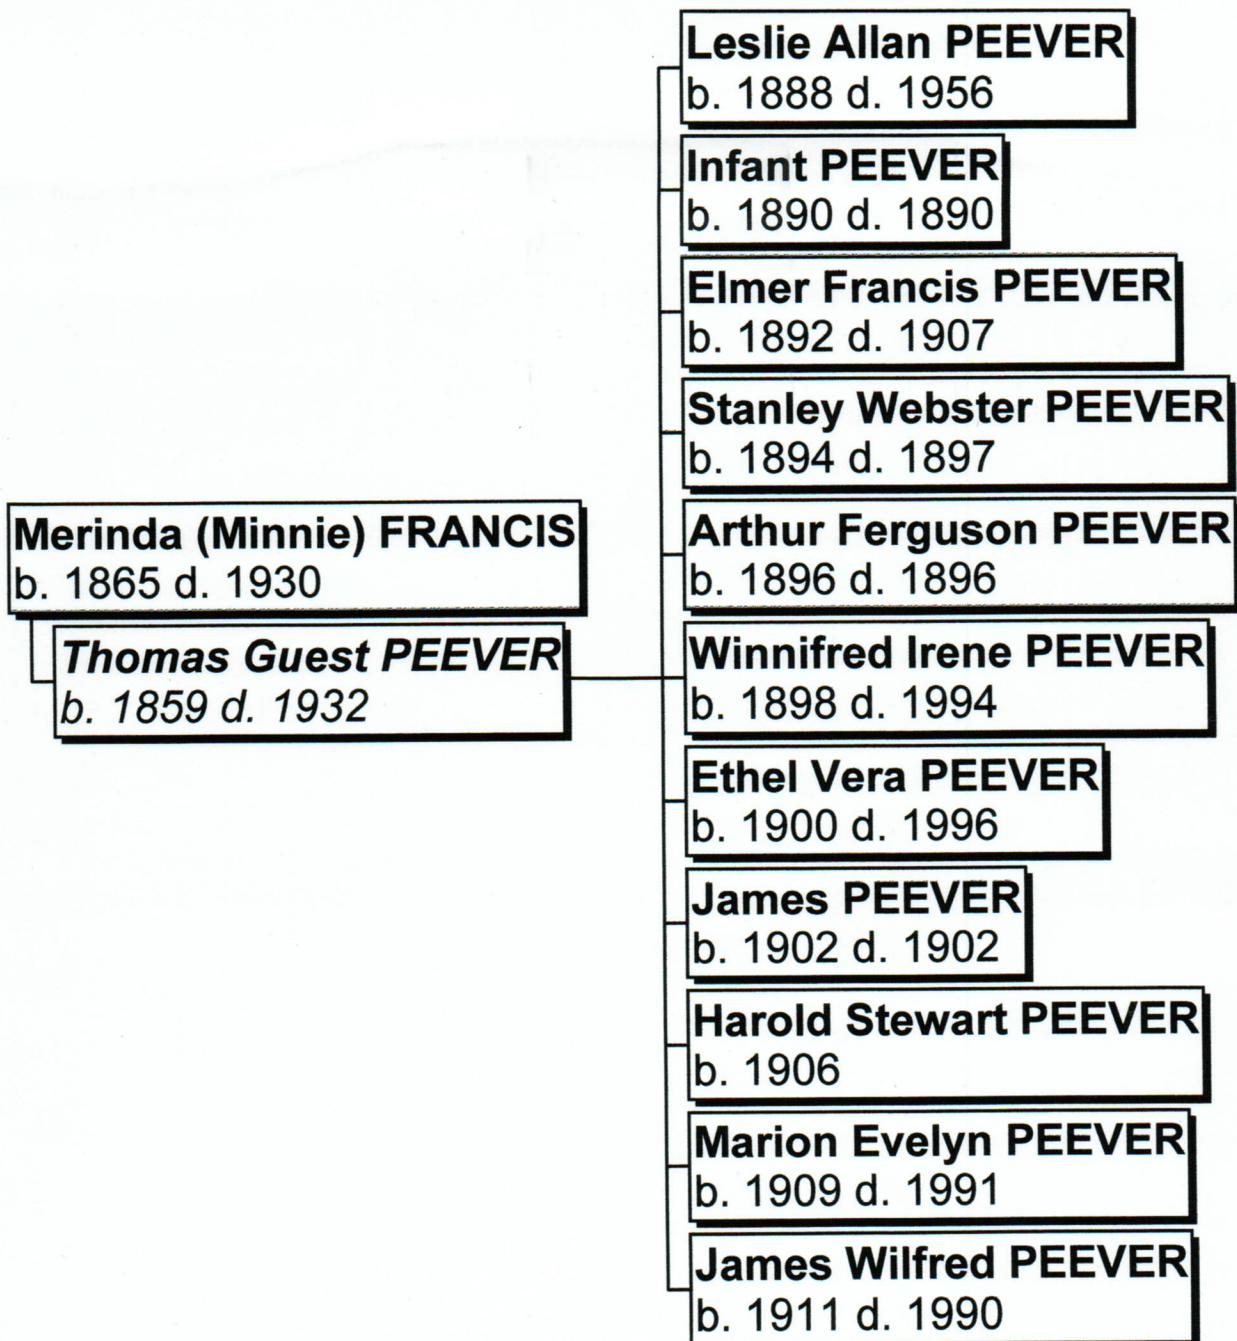 Leslie Allan PEEVER
b. 1888 d. 1956
Infant PEEVER
b. 1890 d. 1890
Elmer Francis PEEVER
b. 1892 d. 1907
Stanley Webster PEEVER
b. 1894 d. 1897
Merinda (Minnie) FRANCIS
b. 1865 d. 1930
Thomas Guest PEEVER
b. 1859 d. 1932
Arthur Ferguson PEEVER
b. 1896 d. 1896
Winnifred Irene PEEVER
b. 1898 d. 1994
Ethel Vera PEEVER
b. 1900 d. 1996
James PEEVER
b. 1902 d. 1902
Harold Stewart PEEVER
b. 1906
Marion Evelyn PEEVER
b. 1909 d. 1991
James Wilfred PEEVER
b. 1911 d. 1990